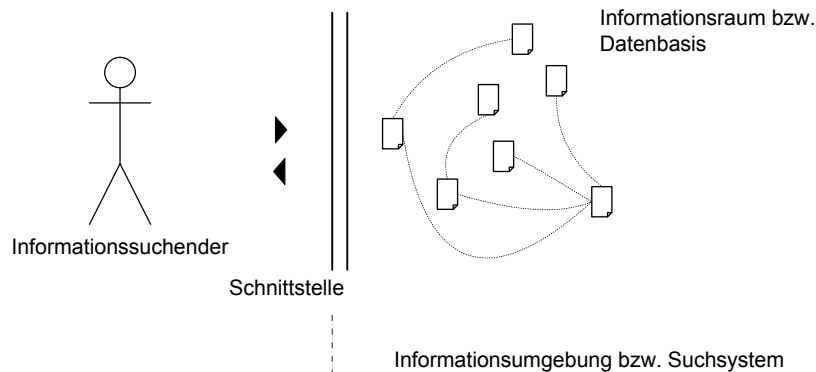 Informationsraum bzw.
Datenbasis
Informationssuchender
Schnittstelle
Informationsumgebung bzw. Suchsystem